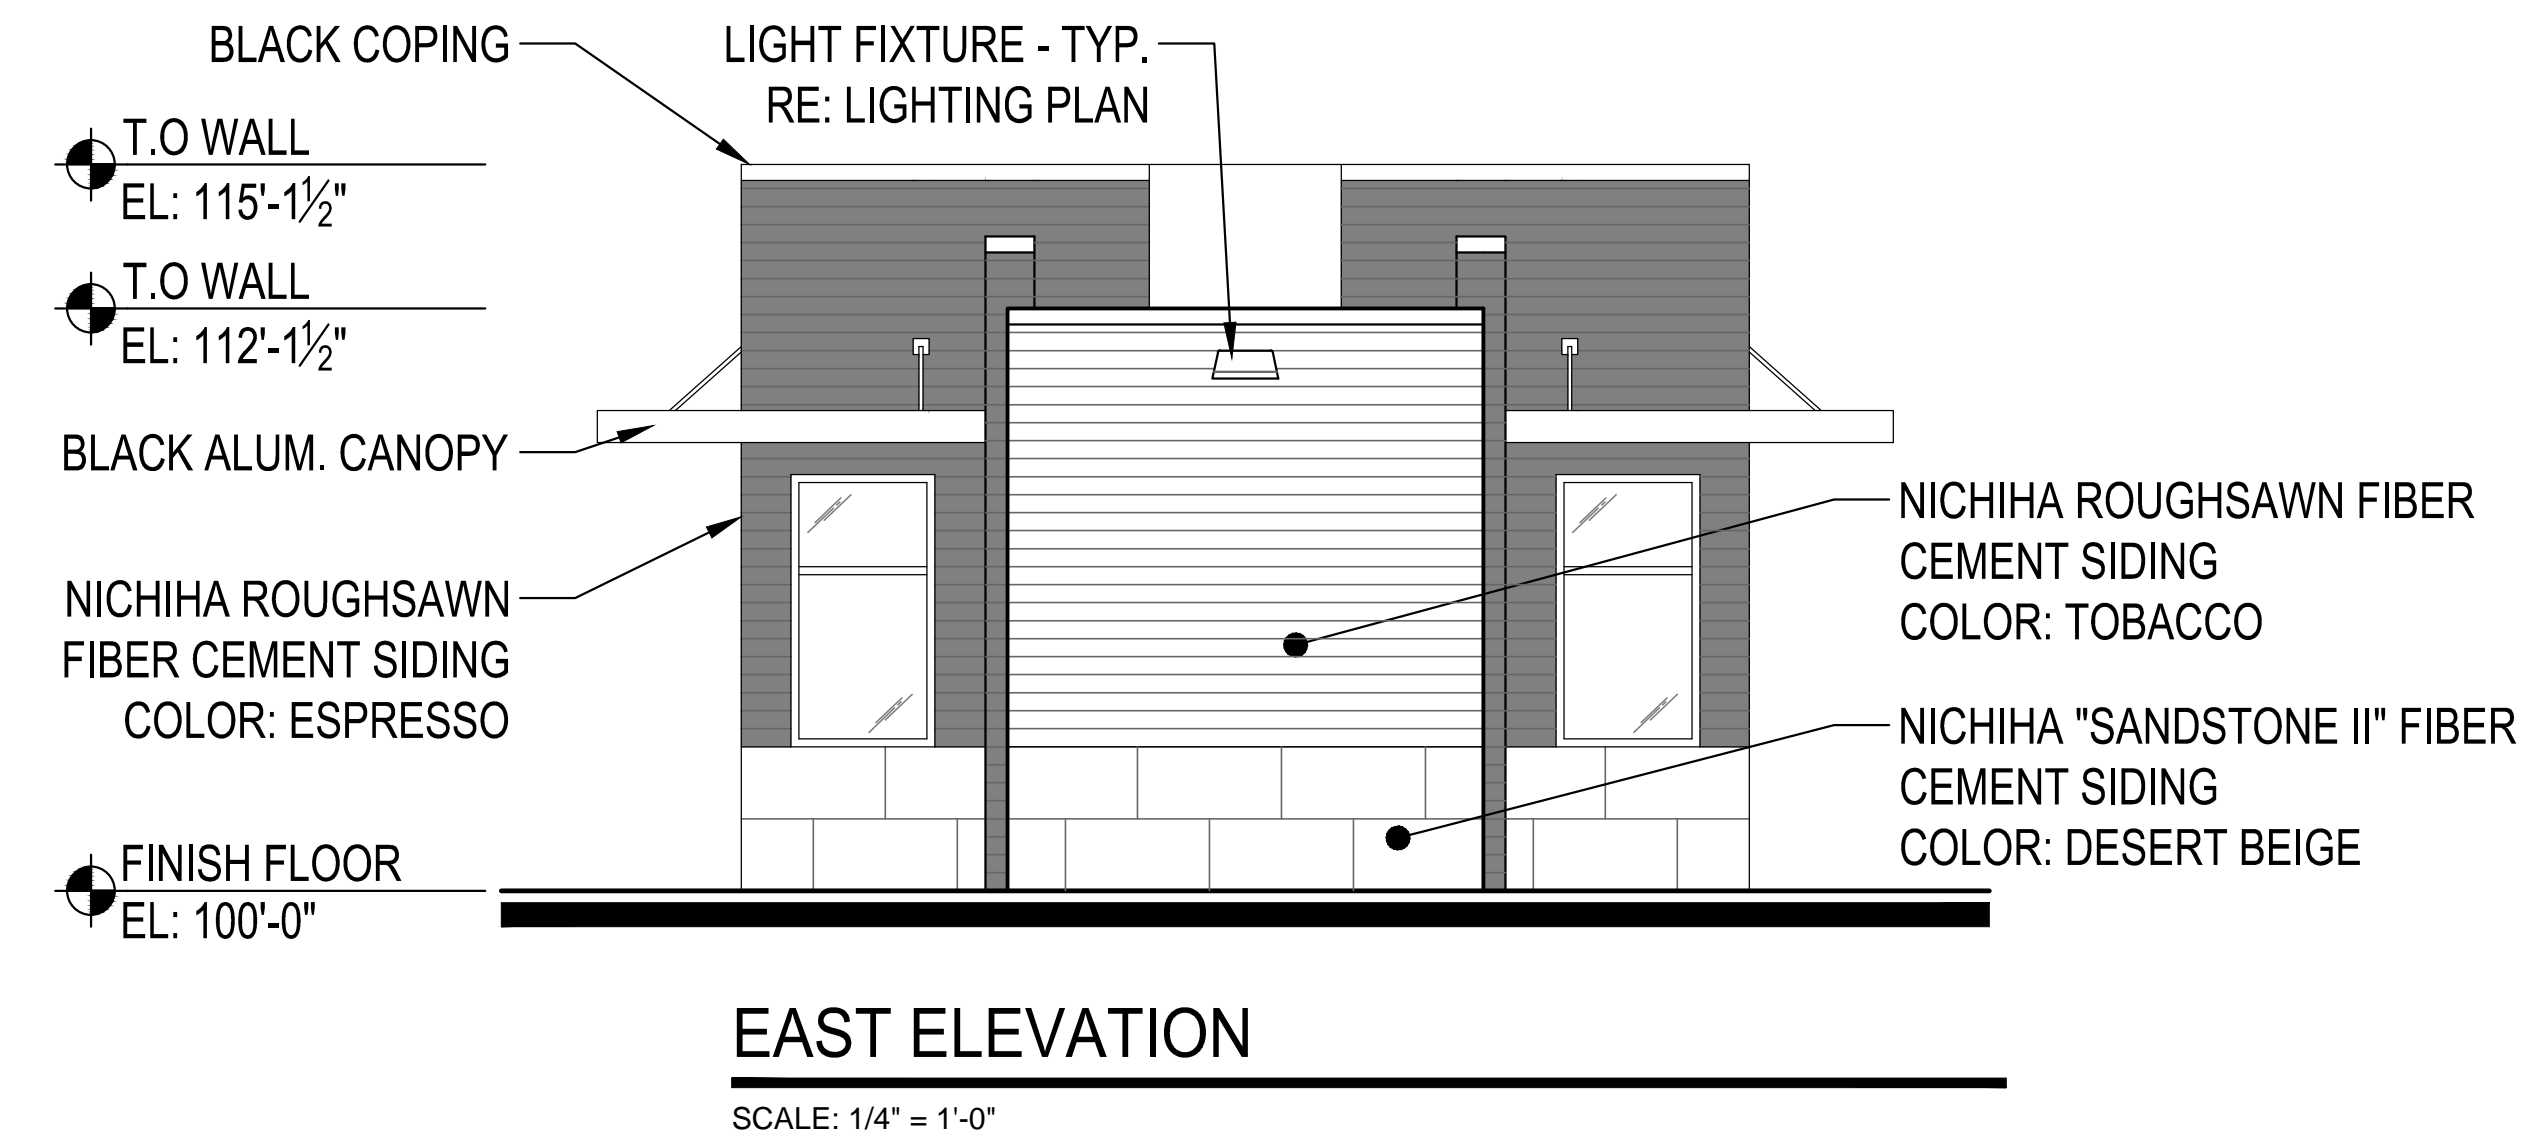 BLACK COPING
LIGHT FIXTURE - TYP.
RE: LIGHTING PLAN
T.O WALL
EL: 115'-1½"
T.O WALL
EL: 112'-1½"
BLACK ALUM. CANOPY
NICHIHA ROUGHSAWN
FIBER CEMENT SIDING
COLOR: ESPRESSO
NICHIHA ROUGHSAWN FIBER
CEMENT SIDING
COLOR: TOBACCO
NICHIHA "SANDSTONE II" FIBER
CEMENT SIDING
COLOR: DESERT BEIGE
FINISH FLOOR
EL: 100'-0"
EAST ELEVATION
SCALE: 1/4" = 1'-0"